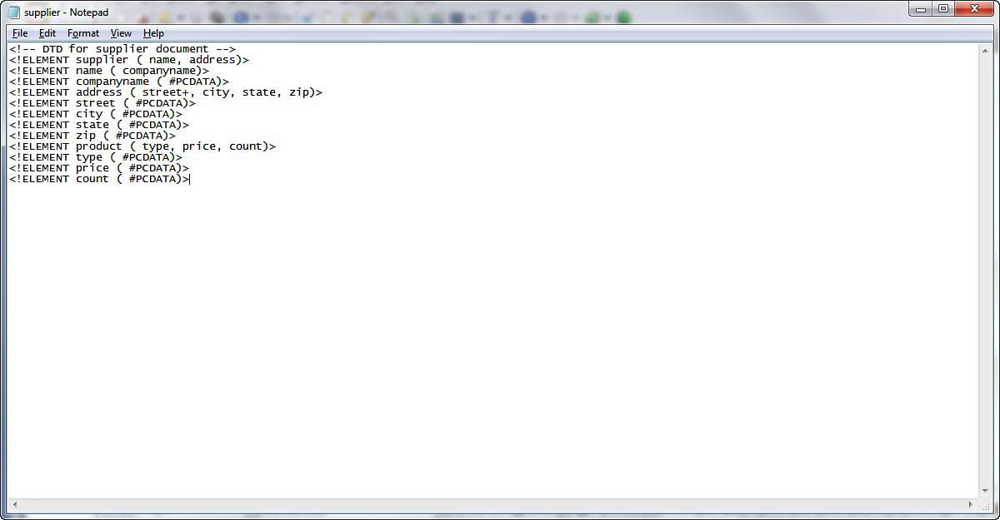 supplier - Notepad
File Edit Format View Help
<!-- DTD for supplier document -->
<!ELEMENT supplier ( name, address)>
<!ELEMENT name ( companyname)>
<!ELEMENT companyname ( #PCDATA)>
<!ELEMENT address ( street+, city, state, zip)>
<!ELEMENT street ( #PCDATA)>
<!ELEMENT city ( #PCDATA)>
<!ELEMENT state ( #PCDATA)>
<!ELEMENT zip ( #PCDATA)>
<!ELEMENT product ( type, price, count)>
<!ELEMENT type ( #PCDATA)>
<!ELEMENT price ( #PCDATA)>
<!ELEMENT count ( #PCDATA)>